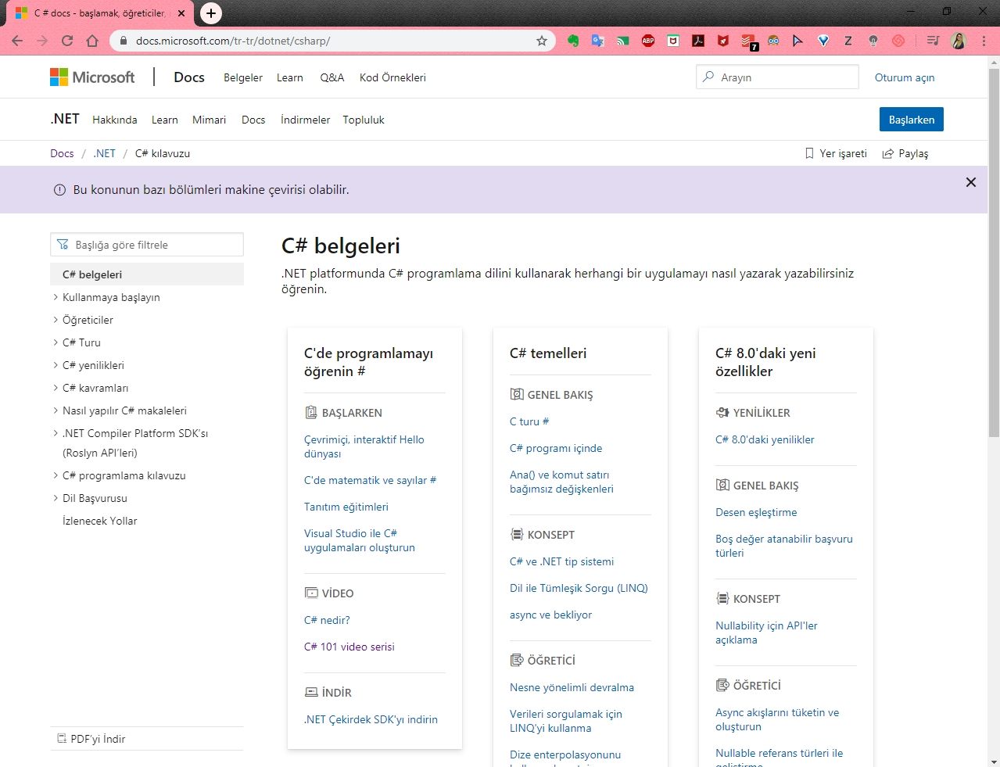 C # docs - başlamak, öğreticiler,
docs.microsoft.com/tr-tr/dotnet/csharp/
ABP
7
Z
Microsoft
Docs
Belgeler
Learn
Q&A
Kod Örnekleri
Arayın
Oturum açın
.NET
Hakkında
Learn
Mimari
Docs
İndirmeler
Topluluk
Başlarken
Docs / .NET / C# kılavuzu
Yer işareti
Paylaş
Bu konunun bazı bölümleri makine çevirisi olabilir.
Başlığa göre filtrele
C# belgeleri
Kullanmaya başlayın
Öğreticiler
C# Turu
C# yenilikleri
C# kavramları
Nasıl yapılır C# makaleleri
.NET Compiler Platform SDK'sı
(Roslyn API'leri)
C# programlama kılavuzu
Dil Başvurusu
İzlenecek Yollar
PDF'yi İndir
C# belgeleri
.NET platformunda C# programlama dilini kullanarak herhangi bir uygulamayı nasıl yazarak yazabilirsiniz
öğrenin.
C'de programlamayı
öğrenin #
BAŞLARKEN
Çevrimiçi, interaktif Hello
dünyası
C'de matematik ve sayılar #
Tanıtım eğitimleri
Visual Studio ile C#
uygulamaları oluşturun
VİDEO
C# nedir?
C# 101 video serisi
İNDİR
.NET Çekirdek SDK'yı indirin
C# temelleri
GENEL BAKIŞ
C turu #
C# programı içinde
Ana() ve komut satırı
bağımsız değişkenleri
KONSEPT
C# ve .NET tip sistemi
Dil ile Tümleşik Sorgu (LINQ)
async ve bekliyor
ÖĞRETİCİ
Nesne yönelimli devralma
Verileri sorgulamak için
LINQ'yi kullanma
Dize enterpolasyonunu
C# 8.0'daki yeni
özellikler
YENİLİKLER
C# 8.0'daki yenilikler
GENEL BAKIŞ
Desen eşleştirme
Boş değer atanabilir başvuru
türleri
KONSEPT
Nullability için API'ler
açıklama
ÖĞRETİCİ
Async akışlarını tüketin ve
oluşturun
Nullable referans türleri ile